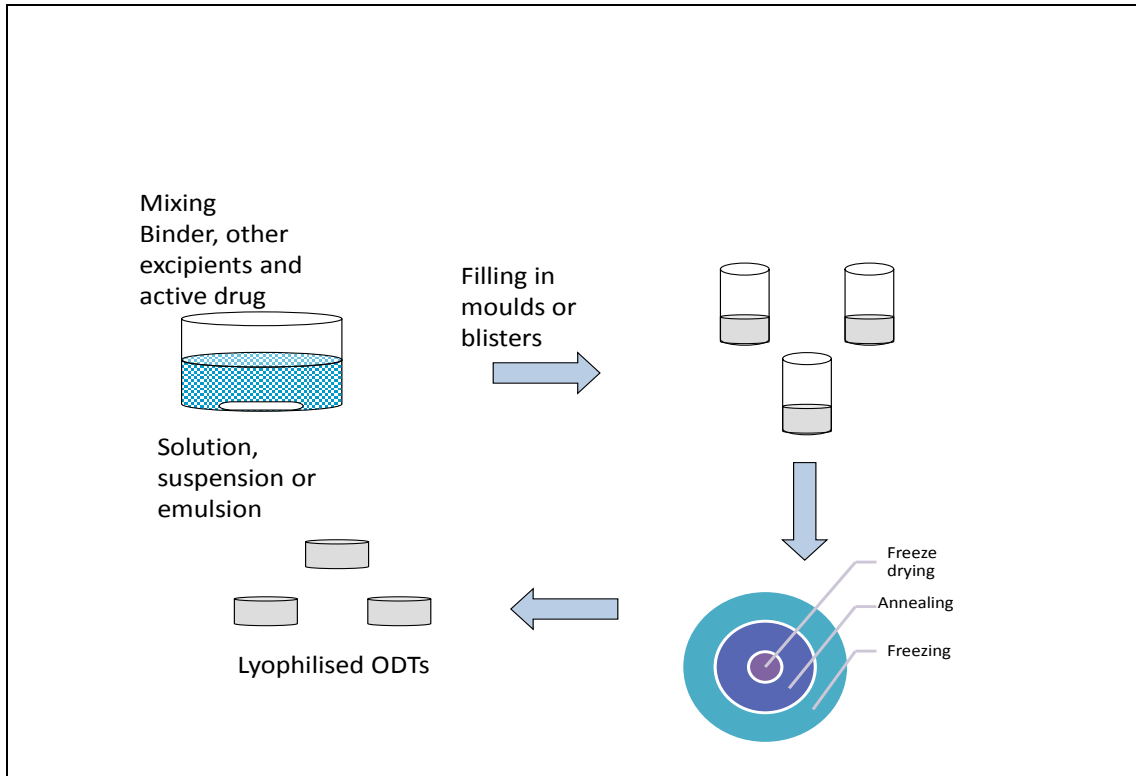 Mixing
Binder, other
excipients and
active drug
Filling in
moulds or
blisters
Solution,
suspension or
emulsion
Freeze
drying
Annealing
Freezing
Lyophilised ODTs